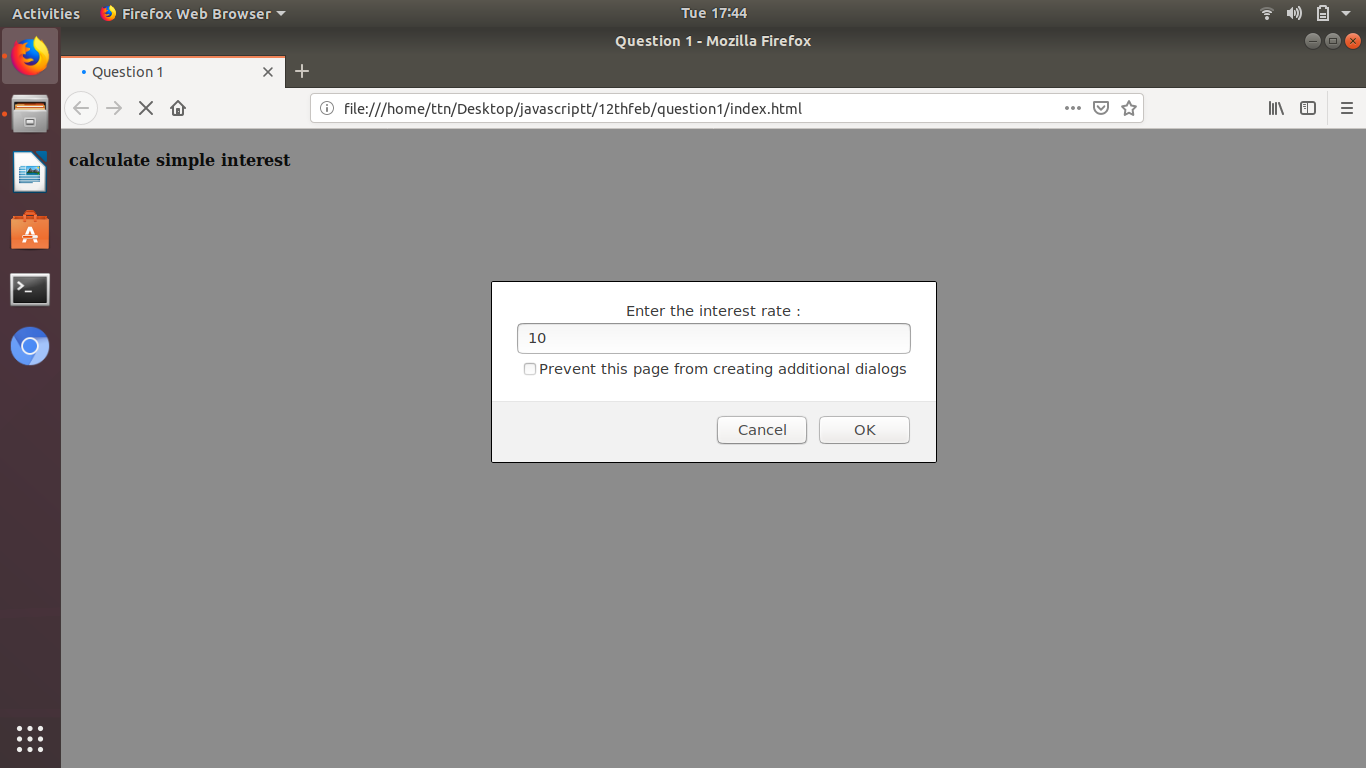 Activities
Firefox Web Browser
Tue 17:44
Question 1 - Mozilla Firefox
Question 1
file:///home/ttn/Desktop/javascriptt/12thfeb/question1/index.html
calculate simple interest
Enter the interest rate :
10
Prevent this page from creating additional dialogs
Cancel
OK